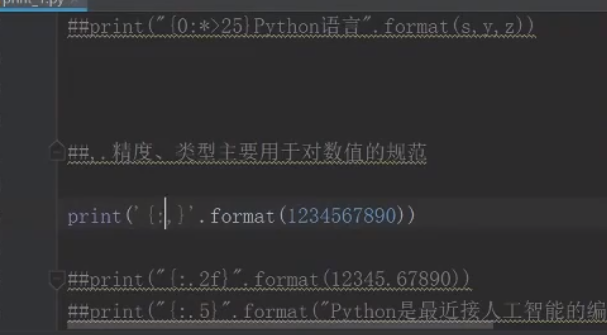 print_1.py
##print("{0:*>25}Python语言".format(s,y,z))
##,.精度、类型主要用于对数值的规范
print('{:,}'.format(1234567890))
##print("{:.2f}".format(12345.67890))
##print("{:.5}".format("Python是最近接人工智能的编